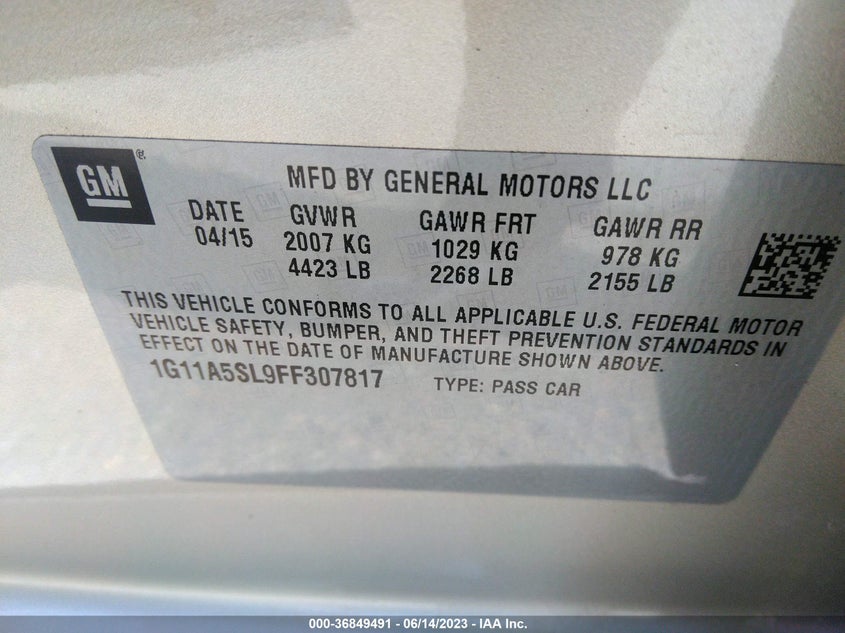 GM
MFD BY GENERAL MOTORS LLC
DATE GVWR GAWR FRT GAWR RR
04/15 2007 KG 1029 KG 978 KG
4423 LB 2268 LB 2155 LB
THIS VEHICLE CONFORMS TO ALL APPLICABLE U.S. FEDERAL MOTOR
VEHICLE SAFETY, BUMPER, AND THEFT PREVENTION STANDARDS IN
EFFECT ON THE DATE OF MANUFACTURE SHOWN ABOVE.
1G11A5SL9FF307817 TYPE: PASS CAR
000-36849491 - 06/14/2023 - IAA Inc.